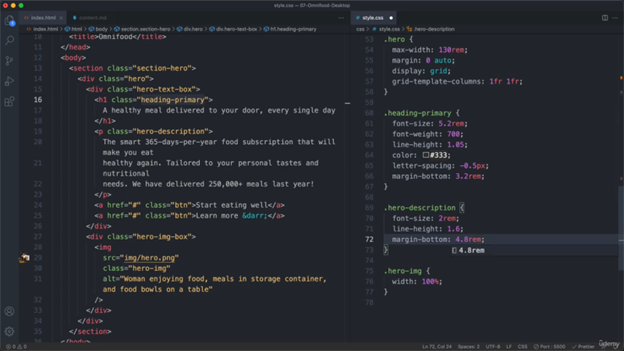 style.css — 07-Omnifood-Desktop
index.html
content.md
index.html > html > body > section.section-hero > div.hero > div.hero-text-box > h1.heading-primary
10 <title>Omnifood</title>
11 </head>
12 <body>
13 <section class="section-hero">
14 <div class="hero">
15 <div class="hero-text-box">
16 <h1 class="heading-primary">
17 A healthy meal delivered to your door, every single day
18 </h1>
19 <p class="hero-description">
20 The smart 365-days-per-year food subscription that will
make you eat
21 healthy again. Tailored to your personal tastes and
nutritional
22 needs. We have delivered 250,000+ meals last year!
23 </p>
24 <a href="#" class="btn">Start eating well</a>
25 <a href="#" class="btn">Learn more &darr;</a>
26 </div>
27 <div class="hero-img-box">
28 <img
29 src="img/hero.png"
30 class="hero-img"
31 alt="Woman enjoying food, meals in storage container,
and food bowls on a table"
32 />
33 </div>
34 </div>
35 </section>
36 </body>
style.css
css > style.css > .hero-description
53 .hero {
54 max-width: 130rem;
55 margin: 0 auto;
56 display: grid;
57 grid-template-columns: 1fr 1fr;
58 }
59
60 .heading-primary {
61 font-size: 5.2rem;
62 font-weight: 700;
63 line-height: 1.05;
64 color: #333;
65 letter-spacing: -0.5px;
66 margin-bottom: 3.2rem;
67 }
68
69 .hero-description {
70 font-size: 2rem;
71 line-height: 1.6;
72 margin-bottom: 4.8rem;
73 }
4.8rem
75 .hero-img {
76 width: 100%;
77 }
78
0 0
Ln 72, Col 24
Spaces: 2
UTF-8
LF
CSS
Port : 5500
Prettier
Udemy